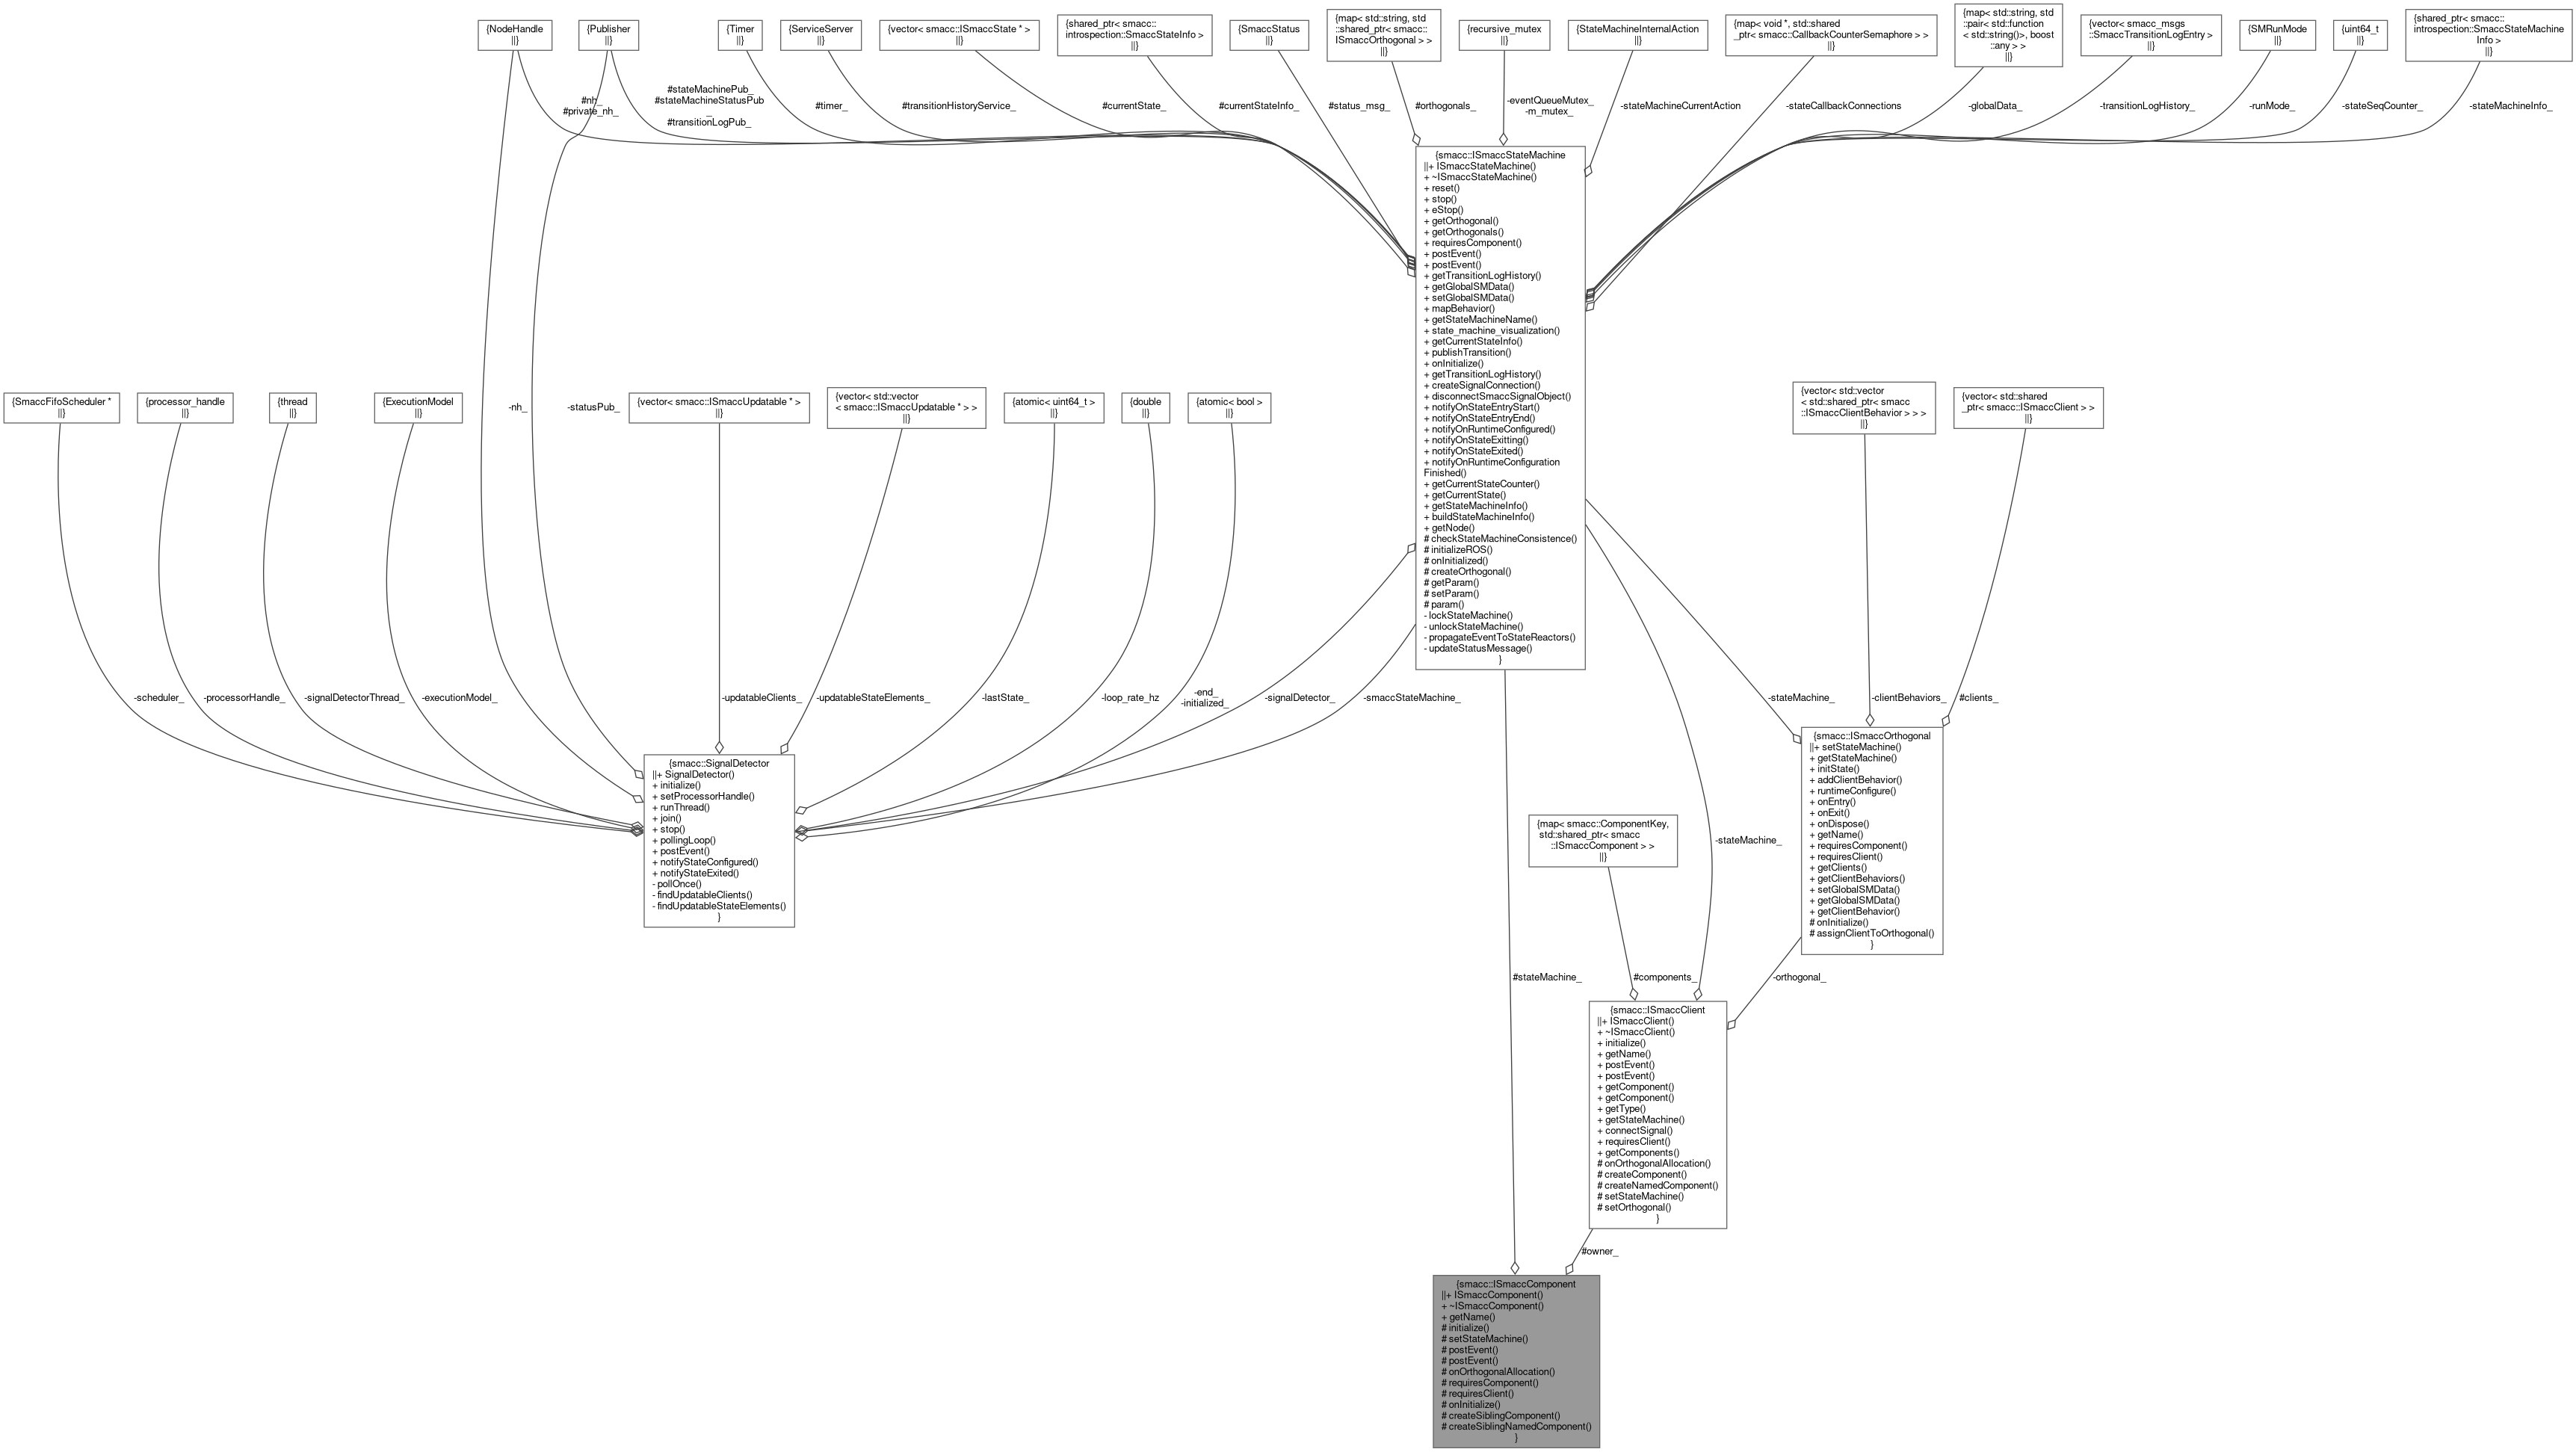 {NodeHandle
||}
{Publisher
||}
{Timer
||}
{ServiceServer
||}
{vector< smacc::ISmaccState * >
||}
{shared_ptr< smacc::
introspection::SmaccStateInfo >
||}
{SmaccStatus
||}
{map< std::string, std
::shared_ptr< smacc::
ISmaccOrthogonal > >
||}
{recursive_mutex
||}
{StateMachineInternalAction
||}
{map< void *, std::shared
_ptr< smacc::CallbackCounterSemaphore > >
||}
{map< std::string, std
::pair< std::function
< std::string()>, boost
::any > >
||}
{vector< smacc_msgs
::SmaccTransitionLogEntry >
||}
{SMRunMode
||}
{uint64_t
||}
{shared_ptr< smacc::
introspection::SmaccStateMachine
Info >
||}
#nh_
#private_nh_
#stateMachinePub_
#stateMachineStatusPub
_
#transitionLogPub_
#timer_
#transitionHistoryService_
#currentState_
#currentStateInfo_
#status_msg_
#orthogonals_
-eventQueueMutex_
-m_mutex_
-stateMachineCurrentAction
-stateCallbackConnections
-globalData_
-transitionLogHistory_
-runMode_
-stateSeqCounter_
-stateMachineInfo_
{smacc::ISmaccStateMachine
||+ ISmaccStateMachine()
+ ~ISmaccStateMachine()
+ reset()
+ stop()
+ eStop()
+ getOrthogonal()
+ getOrthogonals()
+ requiresComponent()
+ postEvent()
+ postEvent()
+ getTransitionLogHistory()
+ getGlobalSMData()
+ setGlobalSMData()
+ mapBehavior()
+ getStateMachineName()
+ state_machine_visualization()
+ getCurrentStateInfo()
+ publishTransition()
+ onInitialize()
+ getTransitionLogHistory()
+ createSignalConnection()
+ disconnectSmaccSignalObject()
+ notifyOnStateEntryStart()
+ notifyOnStateEntryEnd()
+ notifyOnRuntimeConfigured()
+ notifyOnStateExitting()
+ notifyOnStateExited()
+ notifyOnRuntimeConfiguration
Finished()
+ getCurrentStateCounter()
+ getCurrentState()
+ getStateMachineInfo()
+ buildStateMachineInfo()
+ getNode()
# checkStateMachineConsistence()
# initializeROS()
# onInitialized()
# createOrthogonal()
# getParam()
# setParam()
# param()
- lockStateMachine()
- unlockStateMachine()
- propagateEventToStateReactors()
- updateStatusMessage()
}
{SmaccFifoScheduler *
||}
{processor_handle
||}
{thread
||}
{ExecutionModel
||}
-nh_
-statusPub_
{vector< smacc::ISmaccUpdatable * >
||}
{vector< std::vector
< smacc::ISmaccUpdatable * > >
||}
{atomic< uint64_t >
||}
{double
||}
{atomic< bool >
||}
{vector< std::vector
< std::shared_ptr< smacc
::ISmaccClientBehavior > > >
||}
{vector< std::shared
_ptr< smacc::ISmaccClient > >
||}
-scheduler_
-processorHandle_
-signalDetectorThread_
-executionModel_
-updatableClients_
-updatableStateElements_
-lastState_
-loop_rate_hz
-end_
-initialized_
-signalDetector_
-smaccStateMachine_
-stateMachine_
-clientBehaviors_
#clients_
{smacc::SignalDetector
||+ SignalDetector()
+ initialize()
+ setProcessorHandle()
+ runThread()
+ join()
+ stop()
+ pollingLoop()
+ postEvent()
+ notifyStateConfigured()
+ notifyStateExited()
- pollOnce()
- findUpdatableClients()
- findUpdatableStateElements()
}
{smacc::ISmaccOrthogonal
||+ setStateMachine()
+ getStateMachine()
+ initState()
+ addClientBehavior()
+ runtimeConfigure()
+ onEntry()
+ onExit()
+ onDispose()
+ getName()
+ requiresComponent()
+ requiresClient()
+ getClients()
+ getClientBehaviors()
+ setGlobalSMData()
+ getGlobalSMData()
+ getClientBehavior()
# onInitialize()
# assignClientToOrthogonal()
}
{map< smacc::ComponentKey,
std::shared_ptr< smacc
::ISmaccComponent > >
||}
-stateMachine_
#stateMachine_
#components_
-orthogonal_
{smacc::ISmaccClient
||+ ISmaccClient()
+ ~ISmaccClient()
+ initialize()
+ getName()
+ postEvent()
+ postEvent()
+ getComponent()
+ getComponent()
+ getType()
+ getStateMachine()
+ connectSignal()
+ requiresClient()
+ getComponents()
# onOrthogonalAllocation()
# createComponent()
# createNamedComponent()
# setStateMachine()
# setOrthogonal()
}
#owner_
{smacc::ISmaccComponent
||+ ISmaccComponent()
+ ~ISmaccComponent()
+ getName()
# initialize()
# setStateMachine()
# postEvent()
# postEvent()
# onOrthogonalAllocation()
# requiresComponent()
# requiresClient()
# onInitialize()
# createSiblingComponent()
# createSiblingNamedComponent()
}